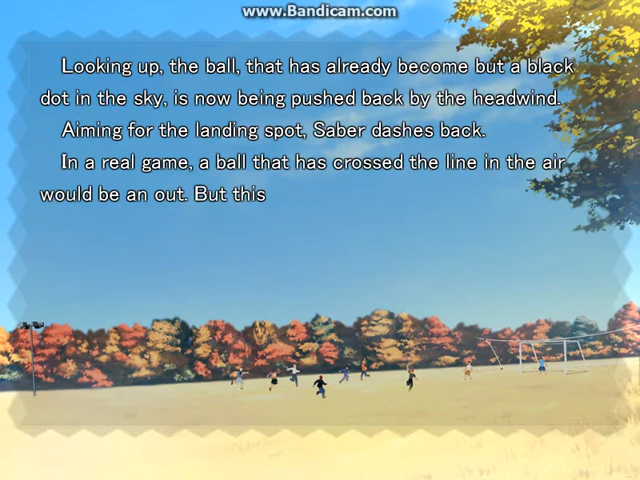 www.Bandicam.com
Looking up, the ball, that has already become but a black
dot in the sky, is now being pushed back by the headwind.
Aiming for the landing spot, Saber dashes back.
In a real game, a ball that has crossed the line in the air
would be an out. But this